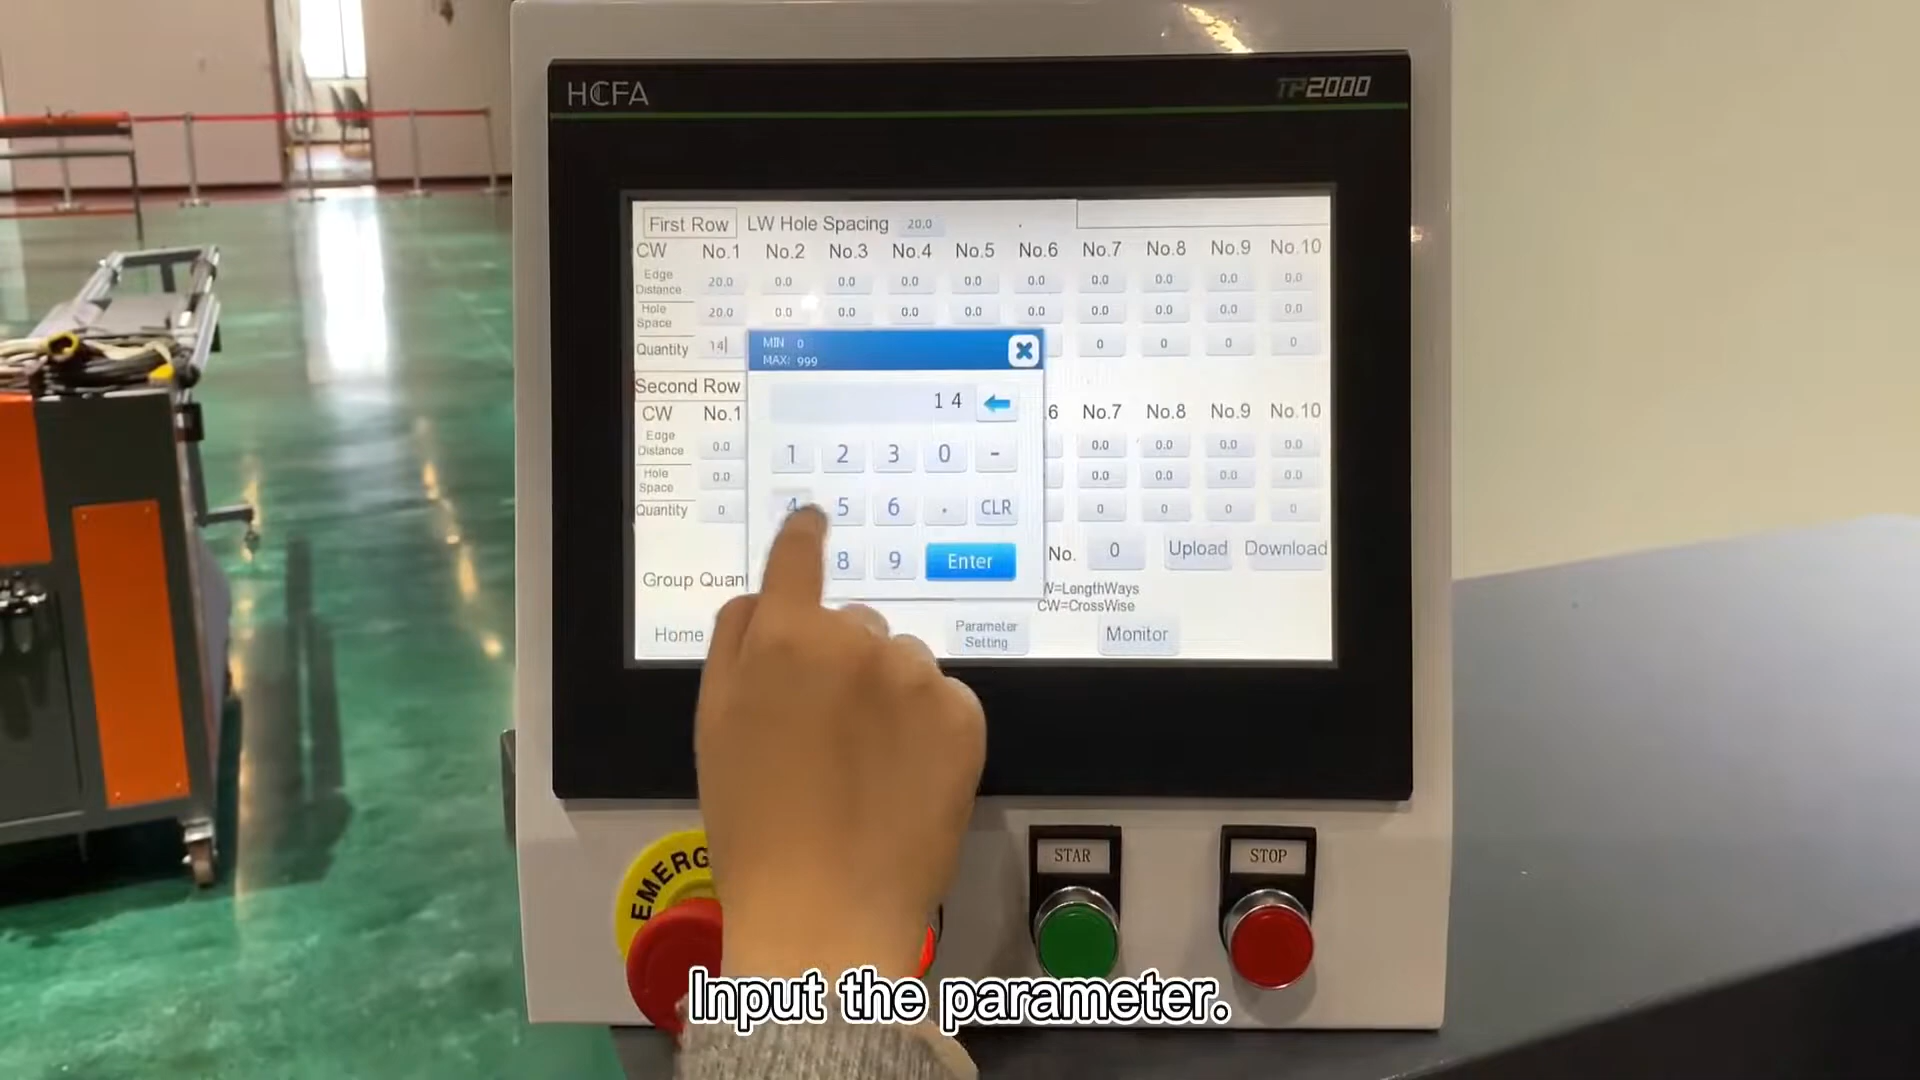 HCFA
TP2000
First Row LW Hole Spacing 20.0
CW No.1 No.2 No.3 No.4 No.5 No.6 No.7 No.8 No.9 No.10
Edge Distance 20.0 0.0 0.0 0.0 0.0 0.0 0.0 0.0 0.0 0.0
Hole Space 20.0 0.0 0.0 0.0 0.0 0.0 0.0 0.0 0.0 0.0
Quantity 14 0 0 0 0
MIN 0
MAX: 999
14
1 2 3 0 -
4 5 6 . CLR
8 9 Enter
Second Row
CW No.1 .6 No.7 No.8 No.9 No.10
Edge Distance 0.0 0.0 0.0 0.0 0.0
Hole Space 0.0 0.0 0.0 0.0 0.0
Quantity 0 0 0 0 0
No. 0 Upload Download
Group Quan
W=LengthWays
CW=CrossWise
Home
Parameter Setting
Monitor
EMERG
STAR
STOP
Input the parameter.